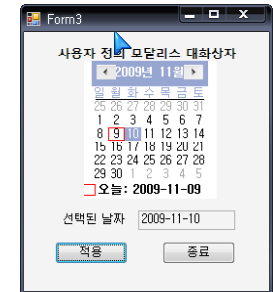 Form3
사용자 정의 모달리스 대화상자
2009년 11월
일 월 화 수 목 금 토
25 26 27 28 29 30 31
1 2 3 4 5 6 7
8 9 10 11 12 13 14
15 16 17 18 19 20 21
22 23 24 25 26 27 28
29 30 1 2 3 4 5
오늘: 2009-11-09
선택된 날짜 2009-11-10
적용 종료